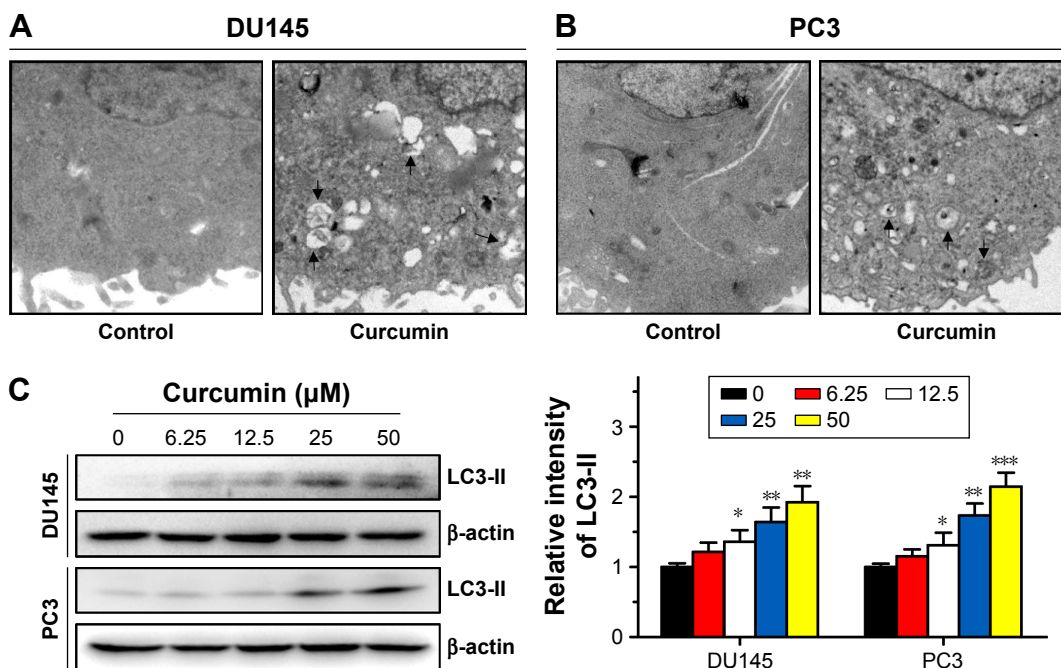 A DU145
B PC3
Control Curcumin
Control Curcumin
C
Curcumin (µM)
0 6.25 12.5 25 50
DU145
LC3-II
β-actin
PC3
LC3-II
β-actin
Relative intensity
of LC3-II
0 6.25 12.5
25 50
3
2
1
0
* ** **
* ** ***
DU145 PC3